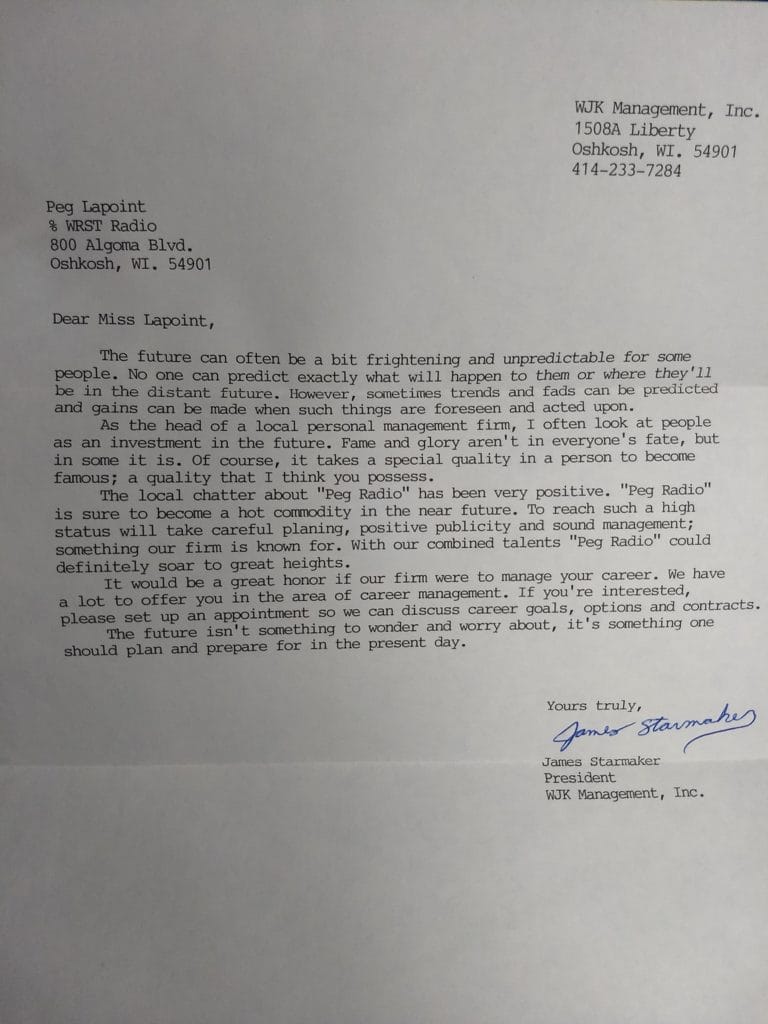 WJK Management, Inc.
1508A Liberty
Oshkosh, WI. 54901
414-233-7284
Peg Lapoint
% WRST Radio
800 Algoma Blvd.
Oshkosh, WI. 54901
Dear Miss Lapoint,
The future can often be a bit frightening and unpredictable for some
people. No one can predict exactly what will happen to them or where they'll
be in the distant future. However, sometimes trends and fads can be predicted
and gains can be made when such things are foreseen and acted upon.
As the head of a local personal management firm, I often look at people
as an investment in the future. Fame and glory aren't in everyone's fate, but
in some it is. Of course, it takes a special quality in a person to become
famous; a quality that I think you possess.
The local chatter about "Peg Radio" has been very positive. "Peg Radio"
is sure to become a hot commodity in the near future. To reach such a high
status will take careful planing, positive publicity and sound management;
something our firm is known for. With our combined talents "Peg Radio" could
definitely soar to great heights.
It would be a great honor if our firm were to manage your career. We have
a lot to offer you in the area of career management. If you're interested,
please set up an appointment so we can discuss career goals, options and contracts.
The future isn't something to wonder and worry about, it's something one
should plan and prepare for in the present day.
Yours truly,
James Starmaker
James Starmaker
President
WJK Management, Inc.